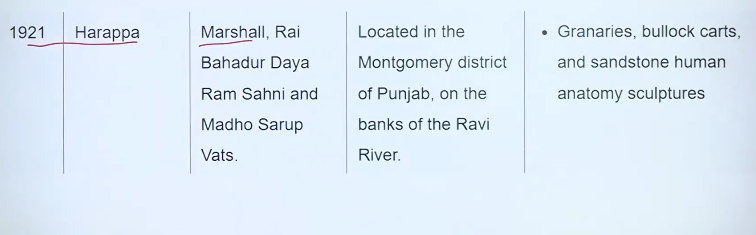 1921
Harappa
Marshall, Rai
Bahadur Daya
Ram Sahni and
Madho Sarup
Vats.
Located in the
Montgomery district
of Punjab, on the
banks of the Ravi
River.
• Granaries, bullock carts,
and sandstone human
anatomy sculptures